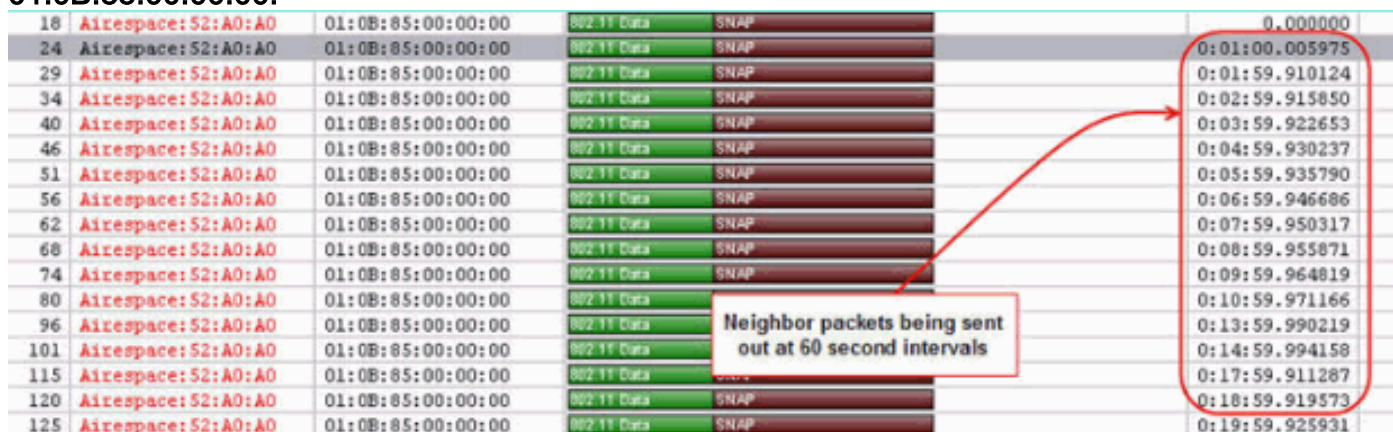 01:0B:85:00:00:00.
18 Airespace:52:A0:A0 01:0B:85:00:00:00 802.11 Data SNAP 0.000000
24 Airespace:52:A0:A0 01:0B:85:00:00:00 802.11 Data SNAP 0:01:00.005975
29 Airespace:52:A0:A0 01:0B:85:00:00:00 802.11 Data SNAP 0:01:59.910124
34 Airespace:52:A0:A0 01:0B:85:00:00:00 802.11 Data SNAP 0:02:59.915850
40 Airespace:52:A0:A0 01:0B:85:00:00:00 802.11 Data SNAP 0:03:59.922653
46 Airespace:52:A0:A0 01:0B:85:00:00:00 802.11 Data SNAP 0:04:59.930237
51 Airespace:52:A0:A0 01:0B:85:00:00:00 802.11 Data SNAP 0:05:59.935790
56 Airespace:52:A0:A0 01:0B:85:00:00:00 802.11 Data SNAP 0:06:59.946686
62 Airespace:52:A0:A0 01:0B:85:00:00:00 802.11 Data SNAP 0:07:59.950317
68 Airespace:52:A0:A0 01:0B:85:00:00:00 802.11 Data SNAP 0:08:59.955871
74 Airespace:52:A0:A0 01:0B:85:00:00:00 802.11 Data SNAP 0:09:59.964819
80 Airespace:52:A0:A0 01:0B:85:00:00:00 802.11 Data 0:10:59.971166
96 Airespace:52:A0:A0 01:0B:85:00:00:00 802.11 Data 0:13:59.990219
101 Airespace:52:A0:A0 01:0B:85:00:00:00 802.11 Data 0:14:59.994158
115 Airespace:52:A0:A0 01:0B:85:00:00:00 802.11 Data 0:17:59.911287
120 Airespace:52:A0:A0 01:0B:85:00:00:00 802.11 Data SNAP 0:18:59.919573
125 Airespace:52:A0:A0 01:0B:85:00:00:00 802.11 Data SNAP 0:19:59.925931
Neighbor packets being sent
out at 60 second intervals